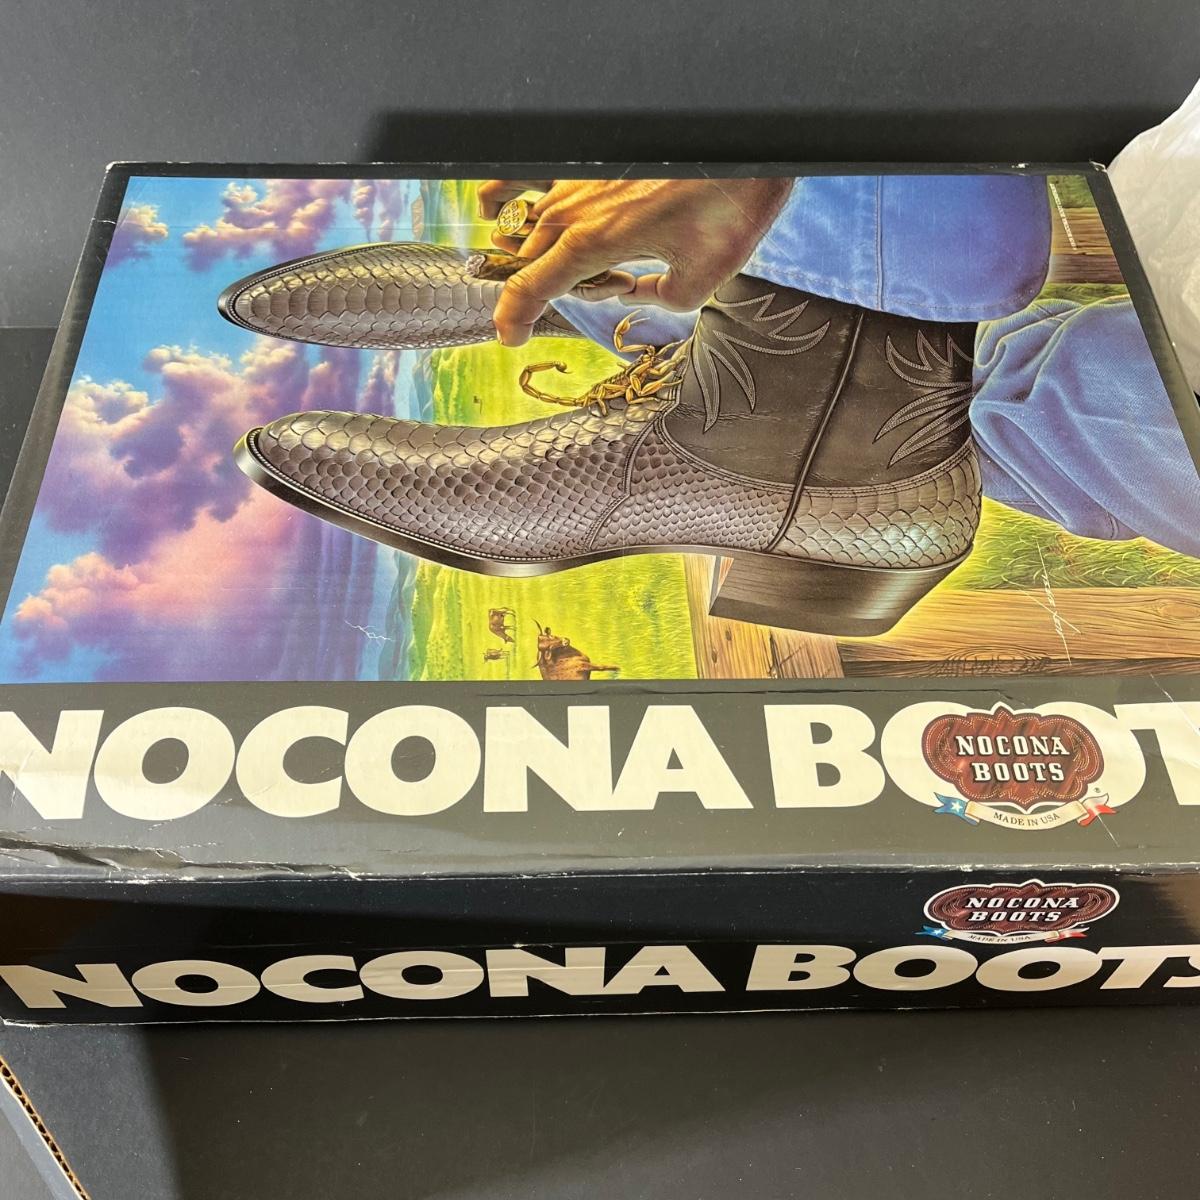 NOCONA BOOT
NOCONA
BOOTS
®
MADE IN USA
NOCONA
BOOTS
MADE IN USA
NOCONA BOOTS